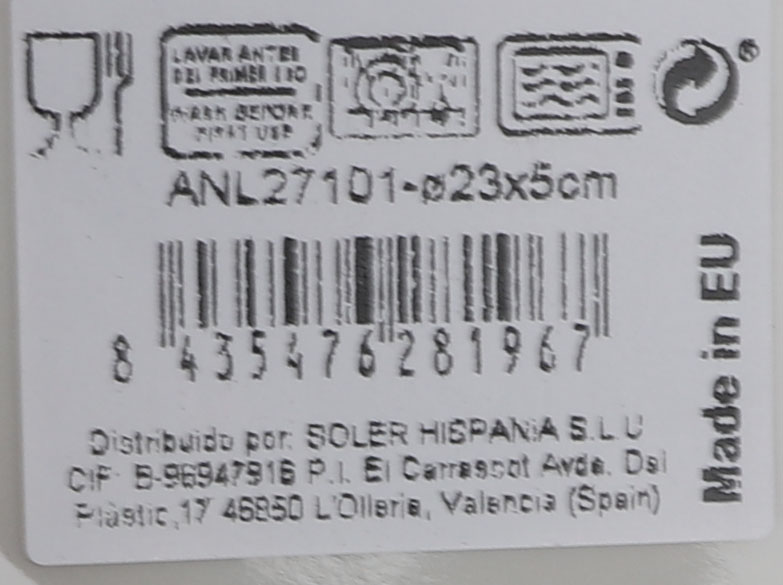 LAVAR ANTES
DEL PRIMER USO
WASH BEFORE
FIRST USE
®
ANL27101-ø23x5cm
8 435476 281967
Made in EU
Distribuido por: SOLER HISPANIA S.L.U
CIF: B-96947916 P.I. El Carrascot Avda. Del
Plàstic,17 46850 L'Olleria, Valencia (Spain)